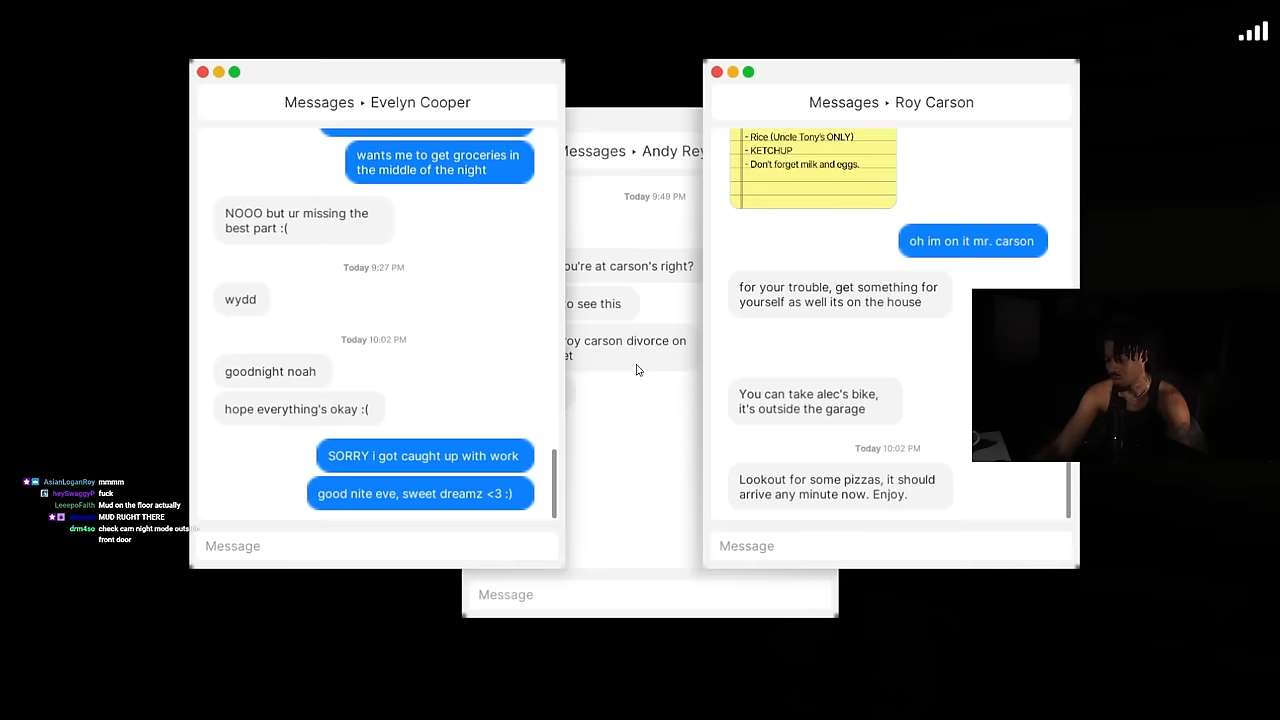 Messages ▸ Evelyn Cooper
wants me to get groceries in
the middle of the night
NOOO but ur missing the
best part :(
Today 9:27 PM
wydd
Today 10:02 PM
goodnight noah
hope everything's okay :(
SORRY i got caught up with work
good nite eve, sweet dreamz <3 :)
Message
Messages ▸ Andy Rey
Today 9:49 PM
ou're at carson's right?
to see this
roy carson divorce on
et
Message
Messages ▸ Roy Carson
- Rice (Uncle Tony's ONLY)
- KETCHUP
- Don't forget milk and eggs.
oh im on it mr. carson
for your trouble, get something for
yourself as well its on the house
You can take alec's bike,
it's outside the garage
Today 10:02 PM
Lookout for some pizzas, it should
arrive any minute now. Enjoy.
Message
AsianLoganRoy mmmm
heySwaggyP fuck
LeeepoFaith Mud on the floor actually
MUD RUGHT THERE
drm4so check cam night mode outs
front door